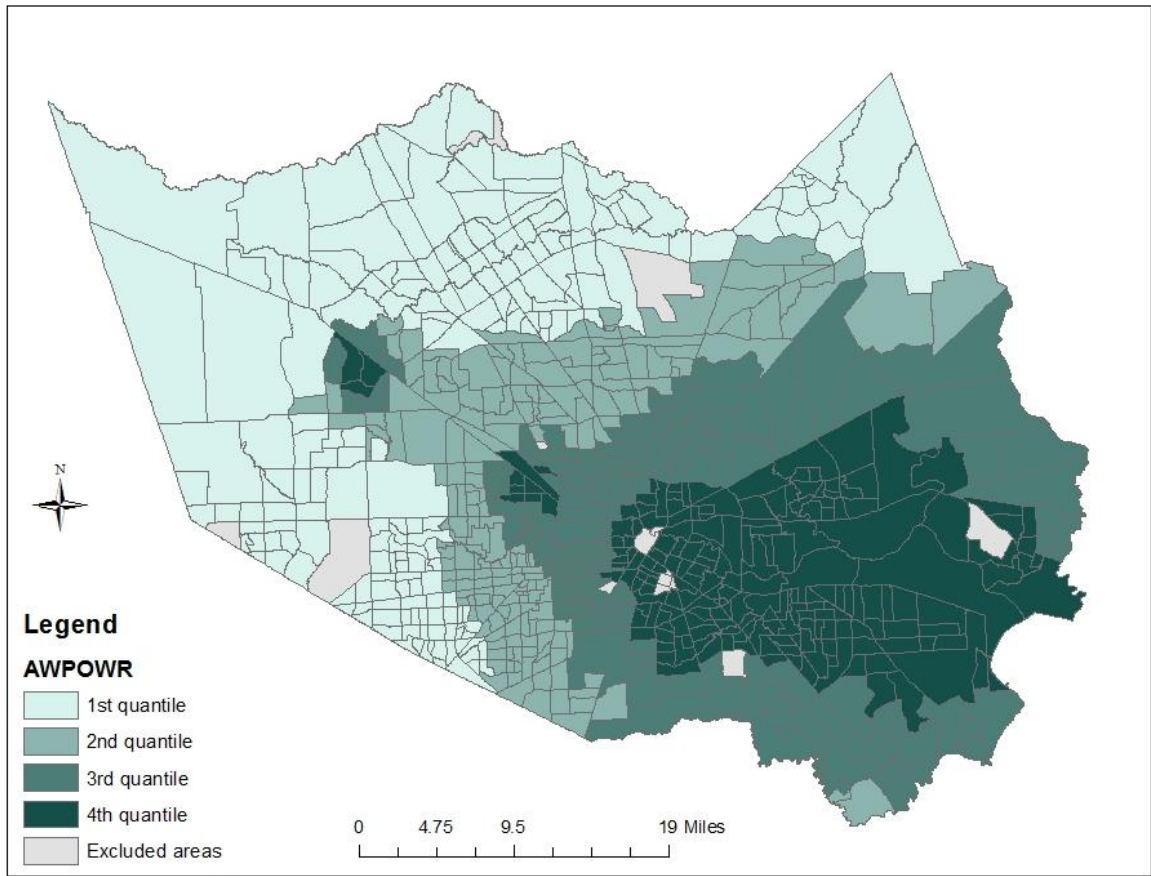 N
Legend
AWPOWR
1st quantile
2nd quantile
3rd quantile
4th quantile
Excluded areas
0 4.75 9.5 19 Miles